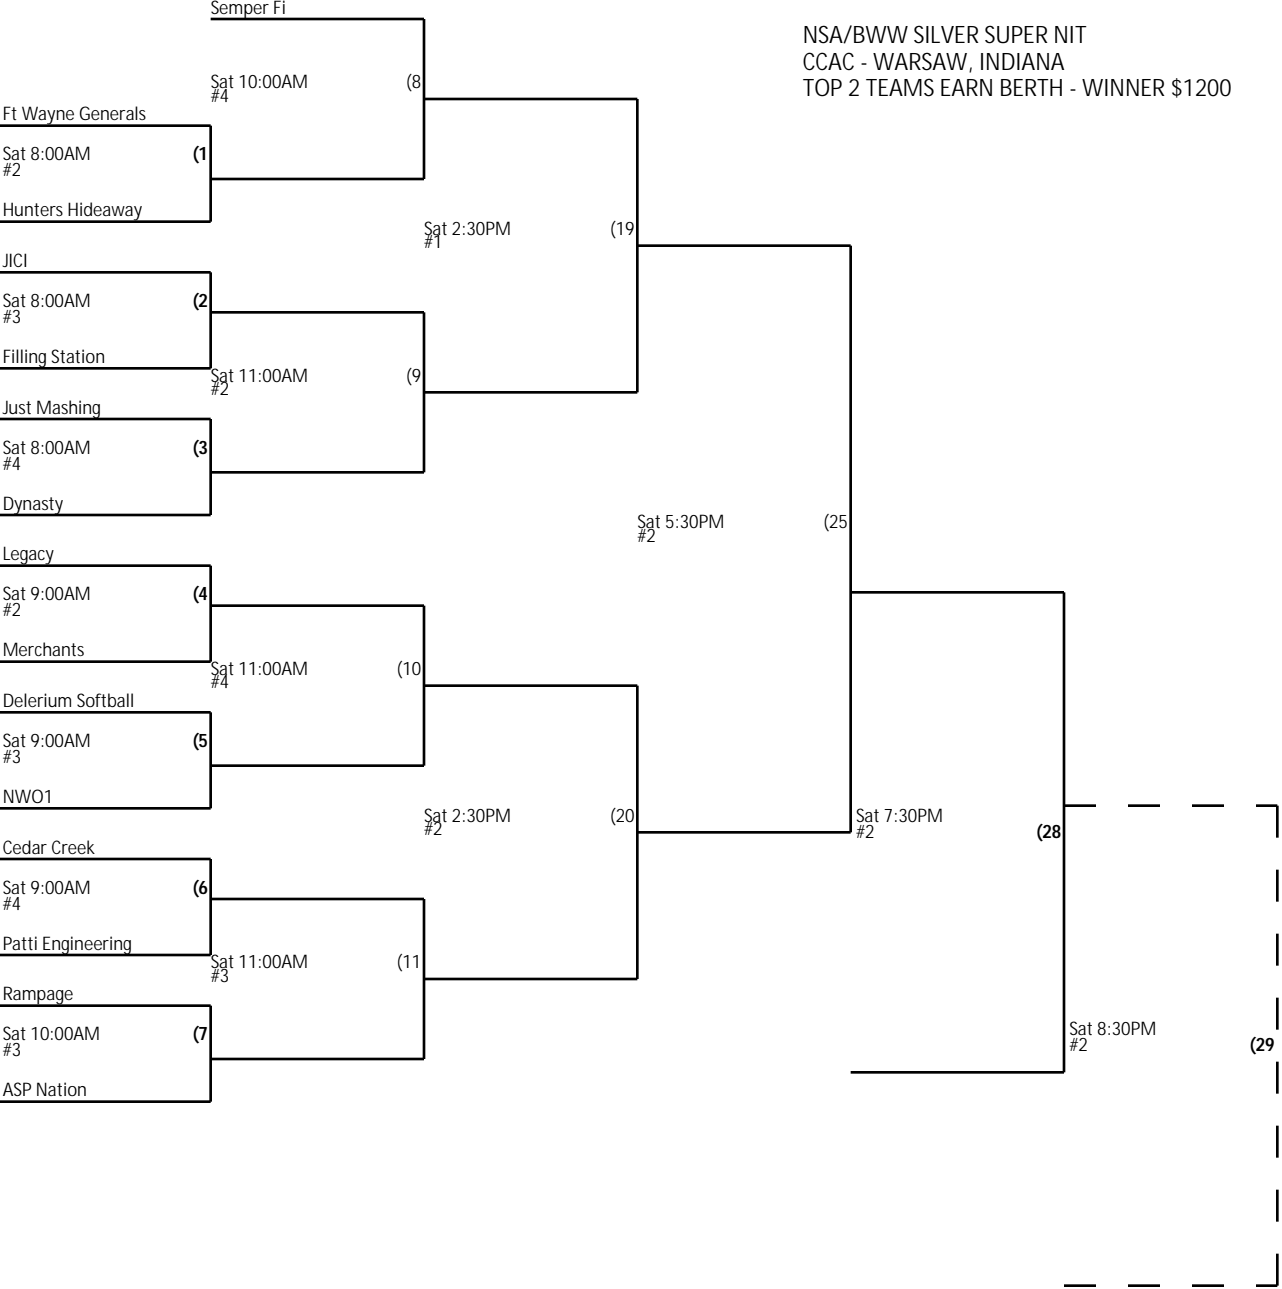 Semper Fi
NSA/BWW SILVER SUPER NIT
CCAC - WARSAW, INDIANA
TOP 2 TEAMS EARN BERTH - WINNER $1200
Sat 10:00AM (8
#4
Ft Wayne Generals
Sat 8:00AM (1
#2
Hunters Hideaway
Sat 2:30PM (19
#1
JICI
Sat 8:00AM (2
#3
Filling Station
Sat 11:00AM (9
#2
Just Mashing
Sat 8:00AM (3
#4
Dynasty
Sat 5:30PM (25
#2
Legacy
Sat 9:00AM (4
#2
Merchants
Sat 11:00AM (10
#4
Delerium Softball
Sat 9:00AM (5
#3
NWO1
Sat 2:30PM (20
#2
Sat 7:30PM
#2 (28
Cedar Creek
Sat 9:00AM (6
#4
Patti Engineering
Sat 11:00AM (11
#3
Rampage
Sat 10:00AM (7
#3
Sat 8:30PM
#2 (29
ASP Nation